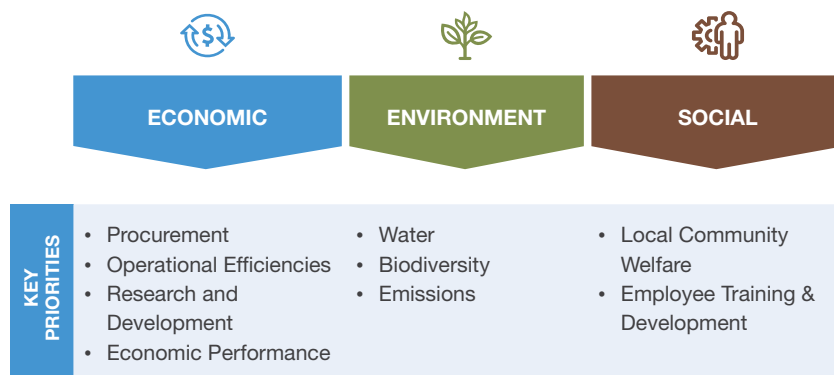 $
ECONOMIC
ENVIRONMENT
SOCIAL
KEY
PRIORITIES
• Procurement
• Operational Efficiencies
• Research and
Development
• Economic Performance
• Water
• Biodiversity
• Emissions
• Local Community
Welfare
• Employee Training &
Development